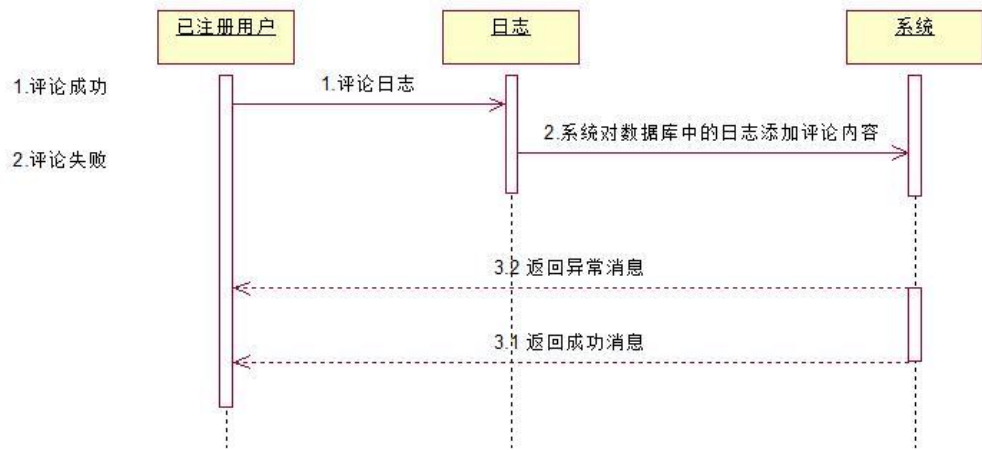 已注册用户
日志
系统
1.评论成功
1.评论日志
2.系统对数据库中的日志添加评论内容
2.评论失败
3.2 返回异常消息
3.1 返回成功消息